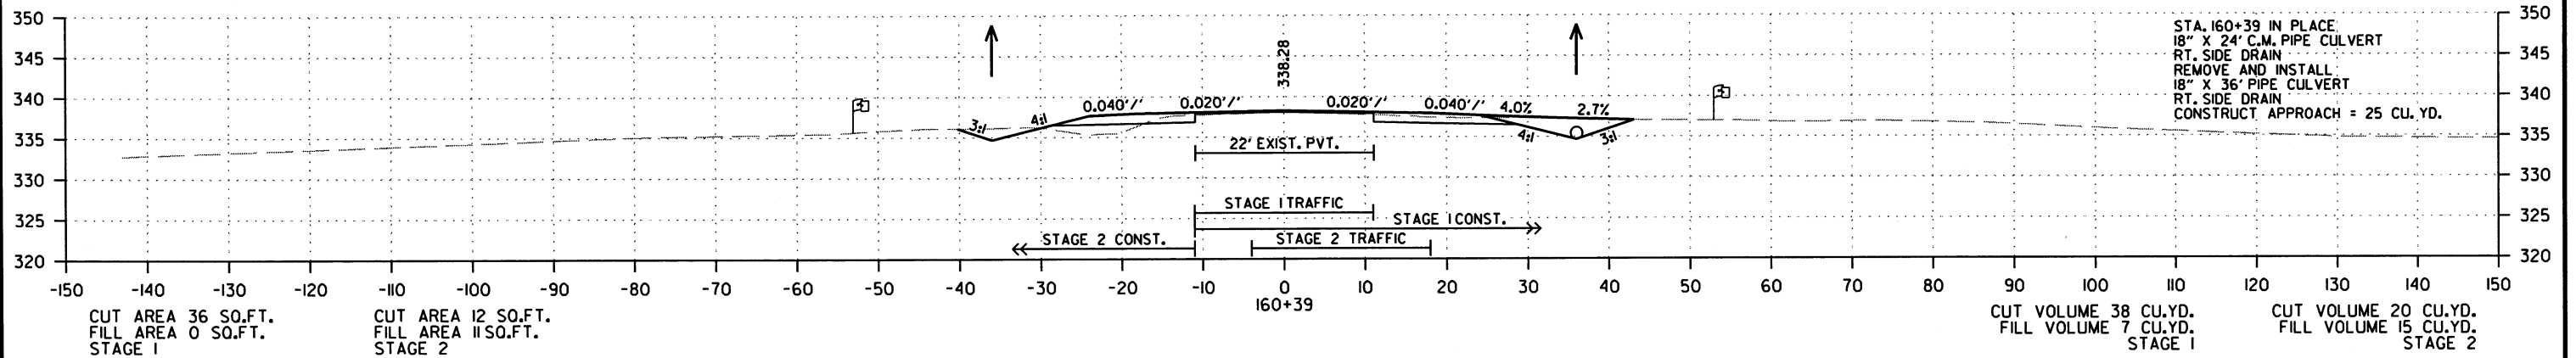 350
345
340
335
330
325
320
350
345
340
335
330
325
320
338.28
STA. 160+39 IN PLACE
18" X 24' C.M. PIPE CULVERT
RT. SIDE DRAIN
REMOVE AND INSTALL
18" X 36' PIPE CULVERT
RT. SIDE DRAIN
CONSTRUCT APPROACH = 25 CU. YD.
3:1
4:1
0.040'/'
0.020'/'
0.020'/'
0.040'/'
4.0%
2.7%
4:1
3:1
22' EXIST. PVT.
STAGE 1 TRAFFIC
STAGE 1 CONST.
STAGE 2 CONST.
STAGE 2 TRAFFIC
-150 -140 -130 -120 -110 -100 -90 -80 -70 -60 -50 -40 -30 -20 -10 0 10 20 30 40 50 60 70 80 90 100 110 120 130 140 150
160+39
CUT AREA 36 SQ.FT.
FILL AREA 0 SQ.FT.
STAGE 1
CUT AREA 12 SQ.FT.
FILL AREA 11 SQ.FT.
STAGE 2
CUT VOLUME 38 CU.YD.
FILL VOLUME 7 CU.YD.
STAGE 1
CUT VOLUME 20 CU.YD.
FILL VOLUME 15 CU.YD.
STAGE 2